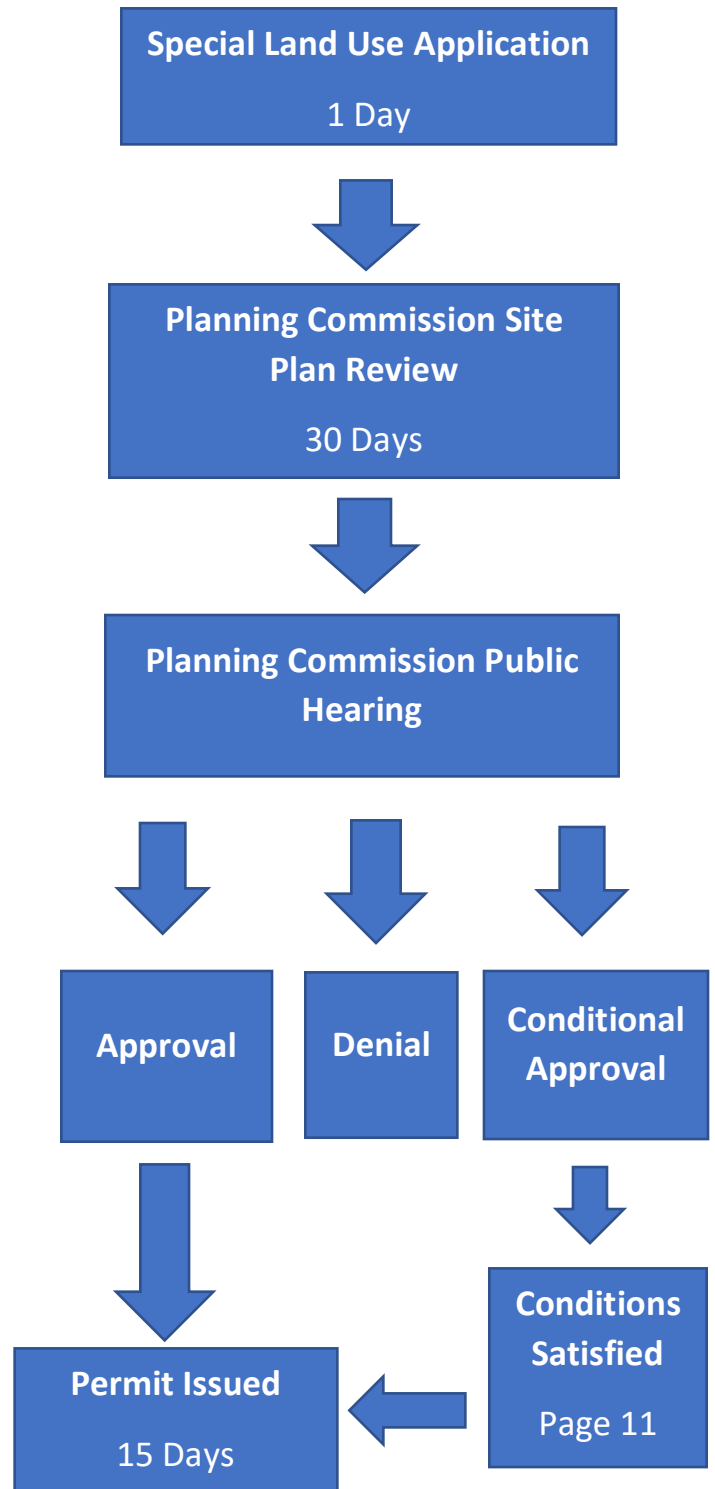 Special Land Use Application
1 Day
Planning Commission Site
Plan Review
30 Days
Planning Commission Public
Hearing
Approval
Denial
Conditional
Approval
Conditions
Satisfied
Page 11
Permit Issued
15 Days